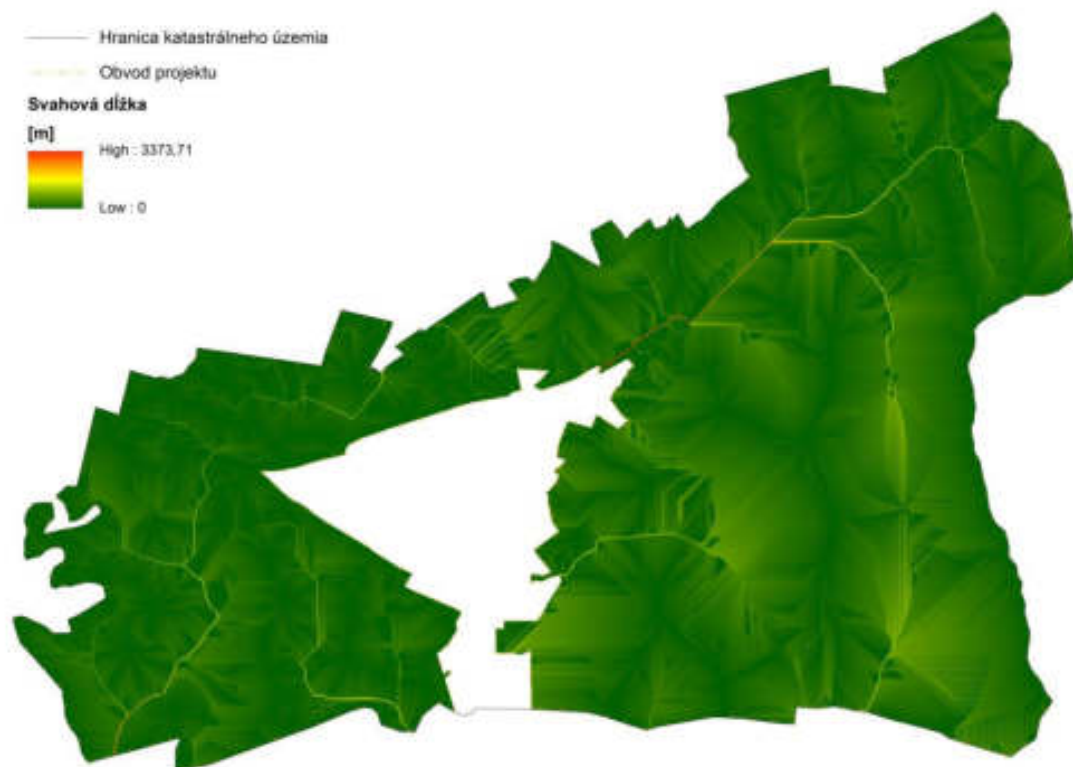 Hranica katastrálneho územia
Obvod projektu
Svahová dĺžka
[m]
High : 3373,71
Low : 0